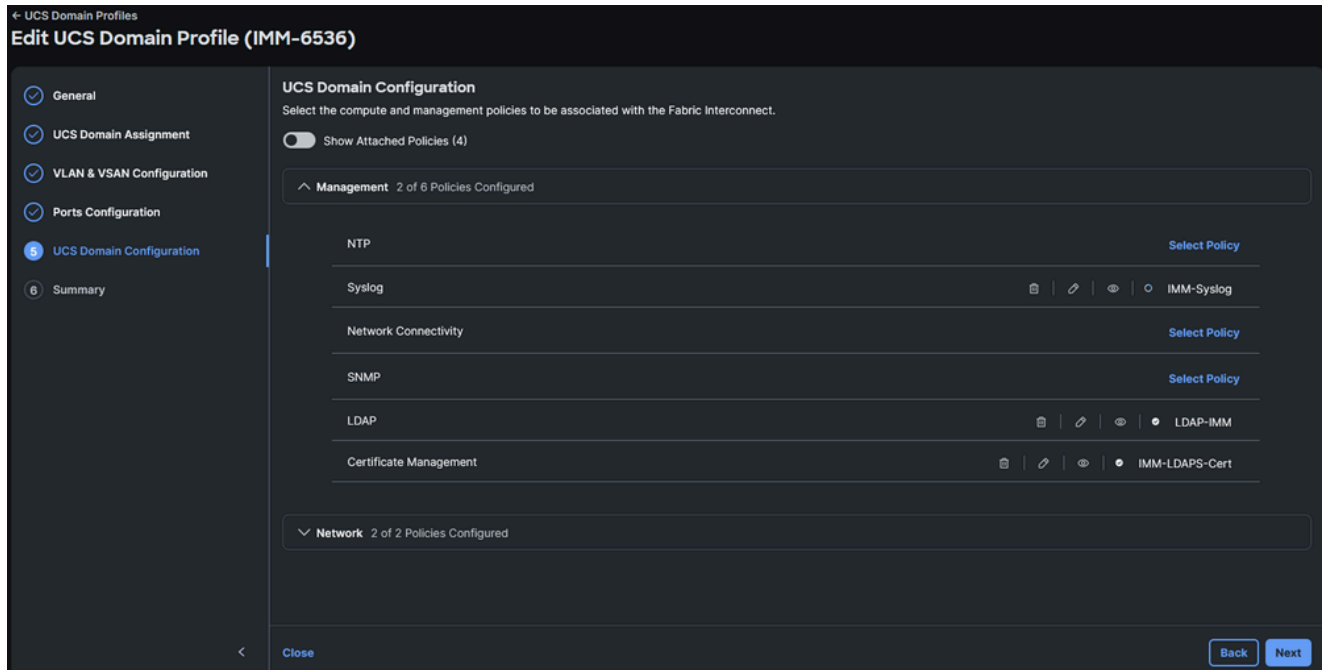 ← UCS Domain Profiles
Edit UCS Domain Profile (IMM-6536)
General
UCS Domain Assignment
VLAN & VSAN Configuration
Ports Configuration
5 UCS Domain Configuration
6 Summary
UCS Domain Configuration
Select the compute and management policies to be associated with the Fabric Interconnect.
Show Attached Policies (4)
Management 2 of 6 Policies Configured
NTP Select Policy
Syslog IMM-Syslog
Network Connectivity Select Policy
SNMP Select Policy
LDAP LDAP-IMM
Certificate Management IMM-LDAPS-Cert
Network 2 of 2 Policies Configured
Close Back Next